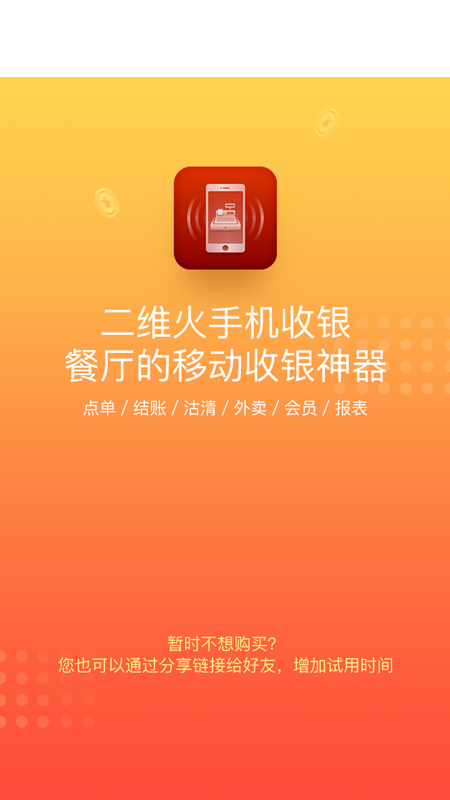 二维火手机收银
餐厅的移动收银神器
点单 / 结账 / 沽清 / 外卖 / 会员 / 报表
暂时不想购买?
您也可以通过分享链接给好友，增加试用时间